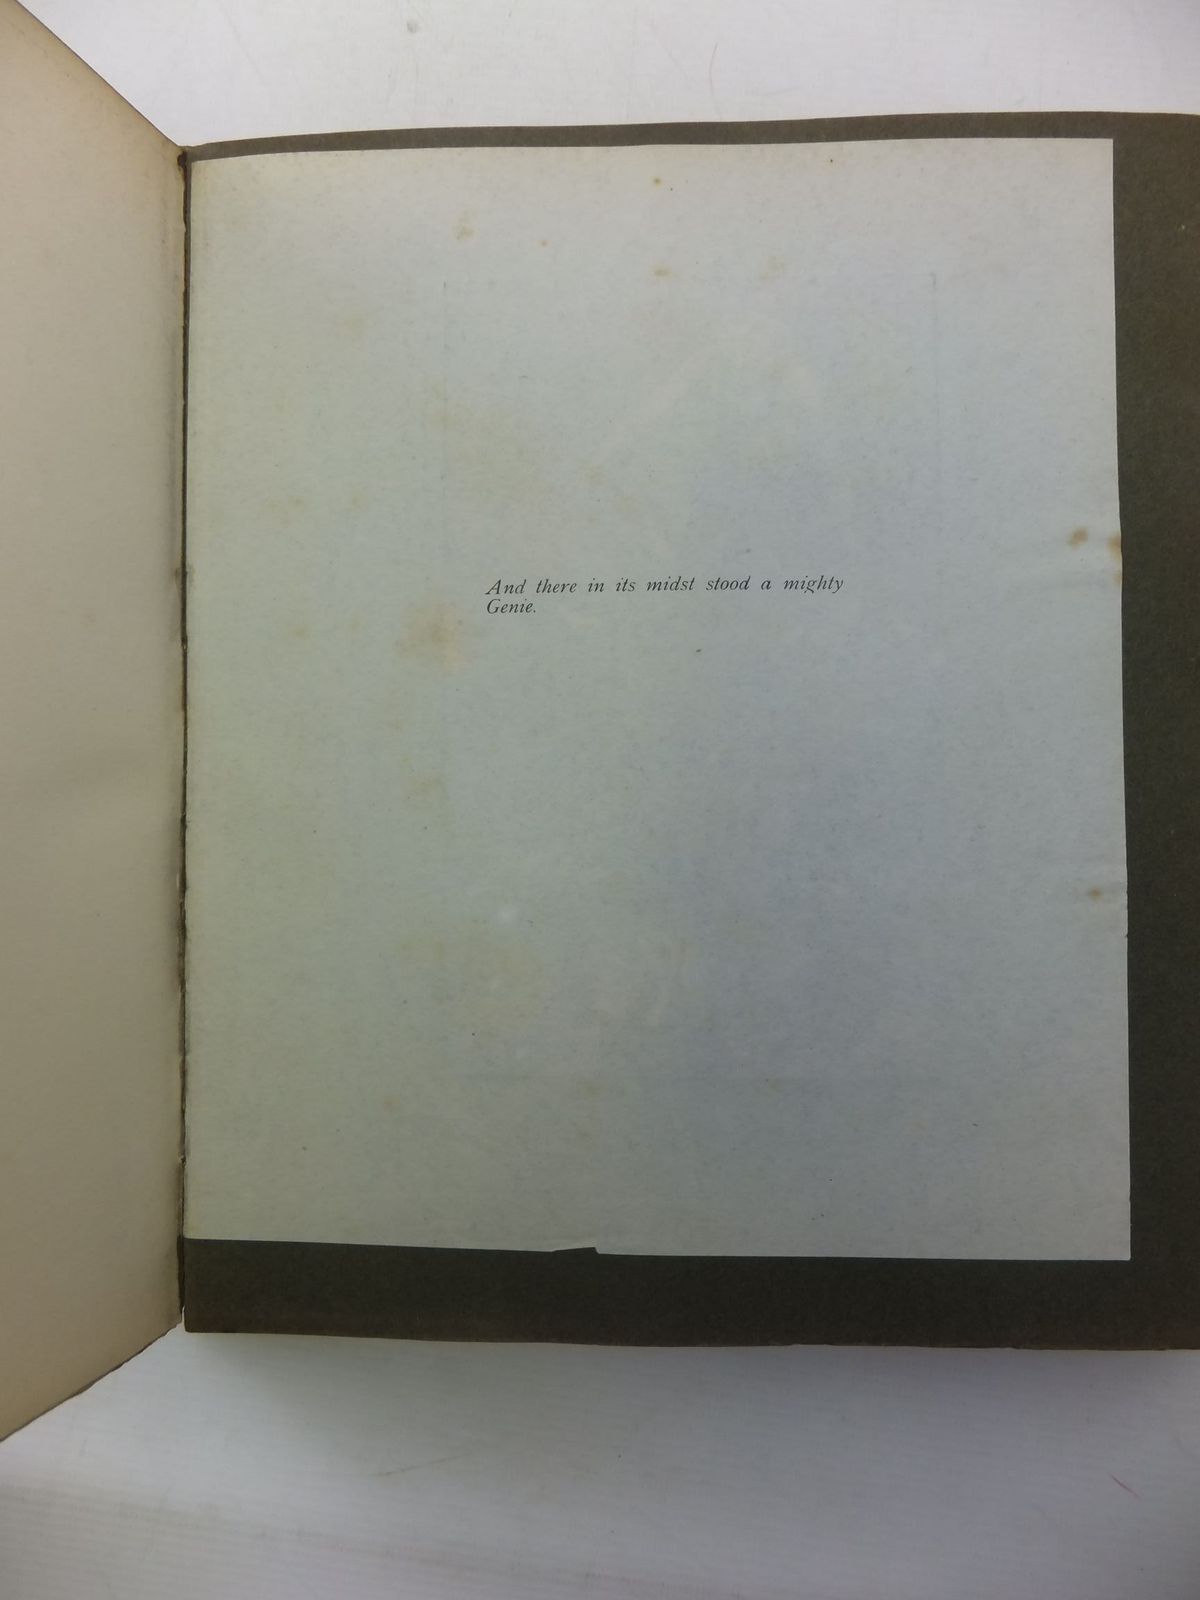 And there in its midst stood a mighty
Genie.